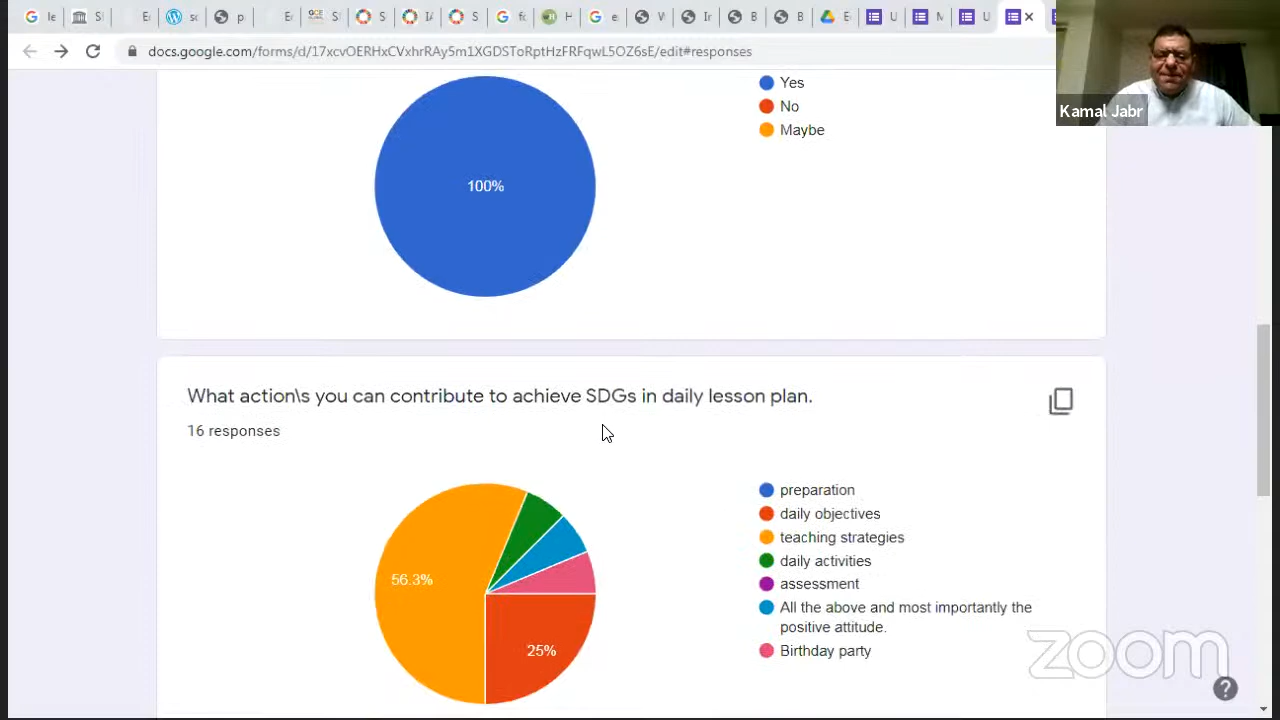 le
docs.google.com/forms/d/17xcvOERHxCVxhrRAy5m1XGDSToRptHzFRFqwL5OZ6sE/edit#responses
Kamal Jabr
Yes
No
Maybe
100%
What action\s you can contribute to achieve SDGs in daily lesson plan.
16 responses
56.3%
25%
preparation
daily objectives
teaching strategies
daily activities
assessment
All the above and most importantly the
positive attitude.
Birthday party
zoom